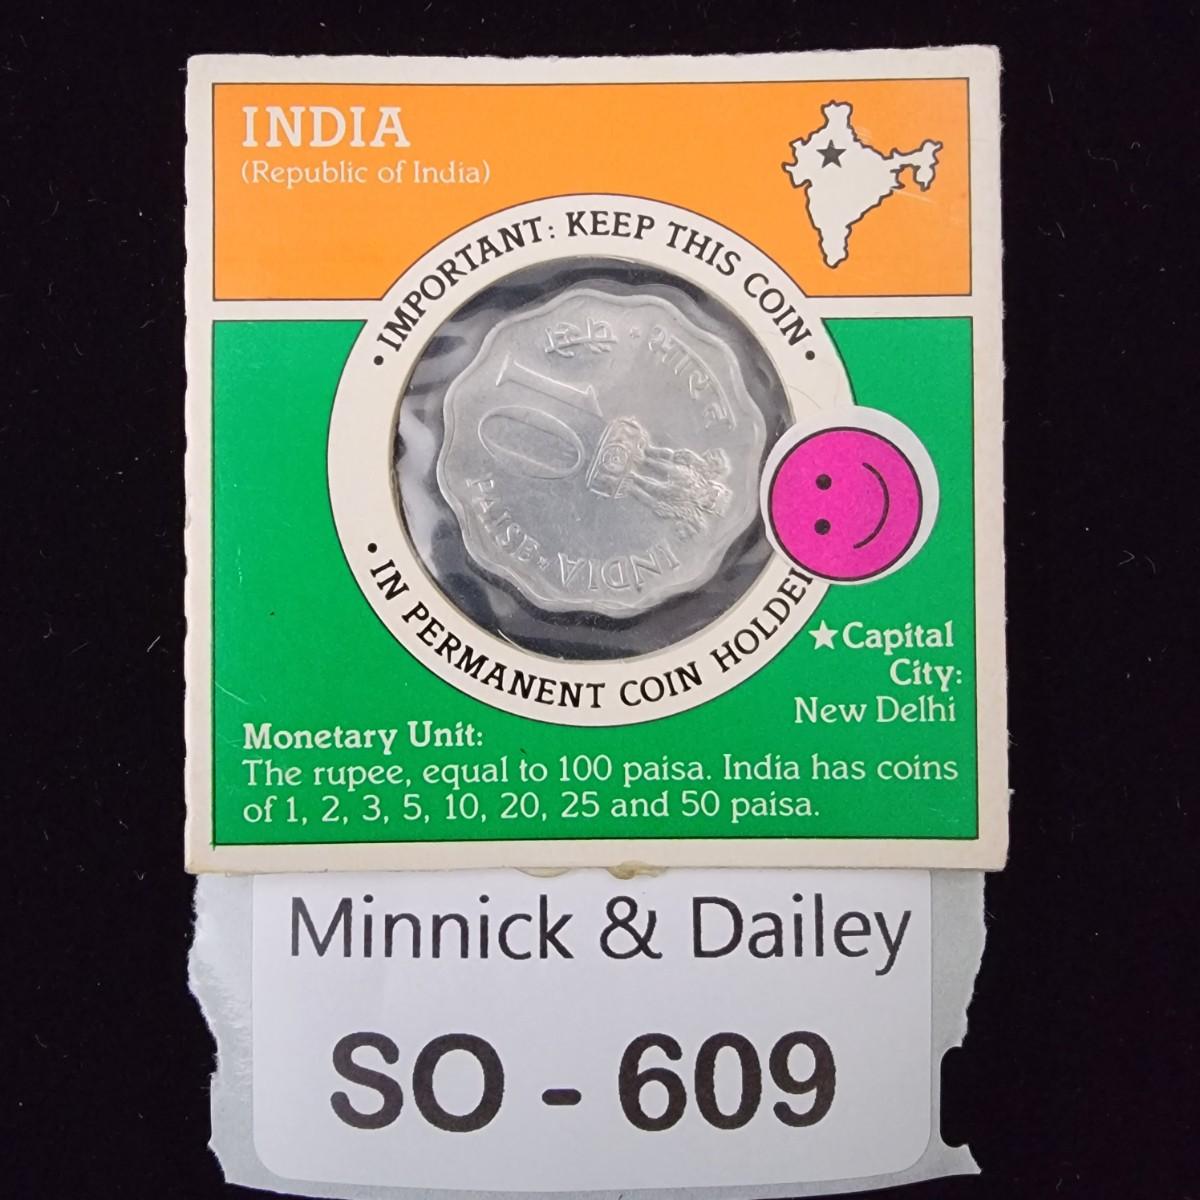 INDIA
(Republic of India)
• IMPORTANT: KEEP THIS COIN •
भारत
पैसे
10
PAISE
INDIA
• IN PERMANENT COIN HOLDER
★Capital
City:
New Delhi
Monetary Unit:
The rupee, equal to 100 paisa. India has coins
of 1, 2, 3, 5, 10, 20, 25 and 50 paisa.
Minnick & Dailey
SO - 609